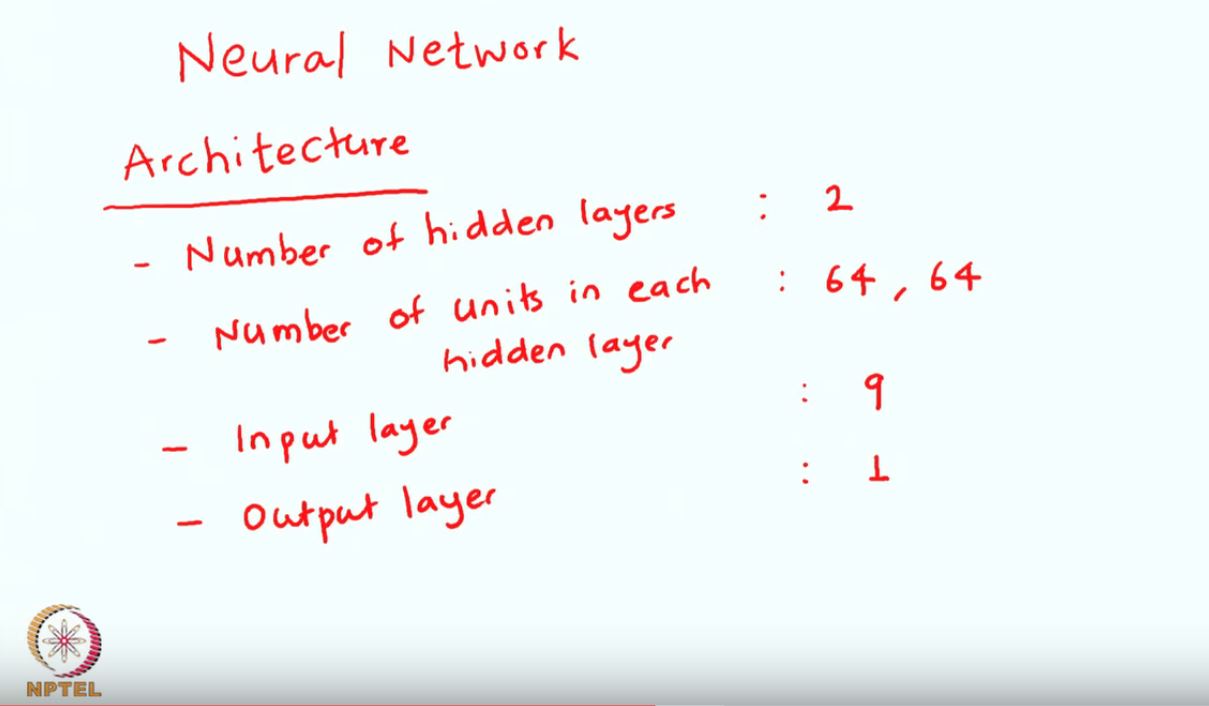 Neural Network
Architecture
- Number of hidden layers : 2
- Number of units in each : 64, 64
hidden layer
- Input layer : 9
- Output layer : 1
NPTEL